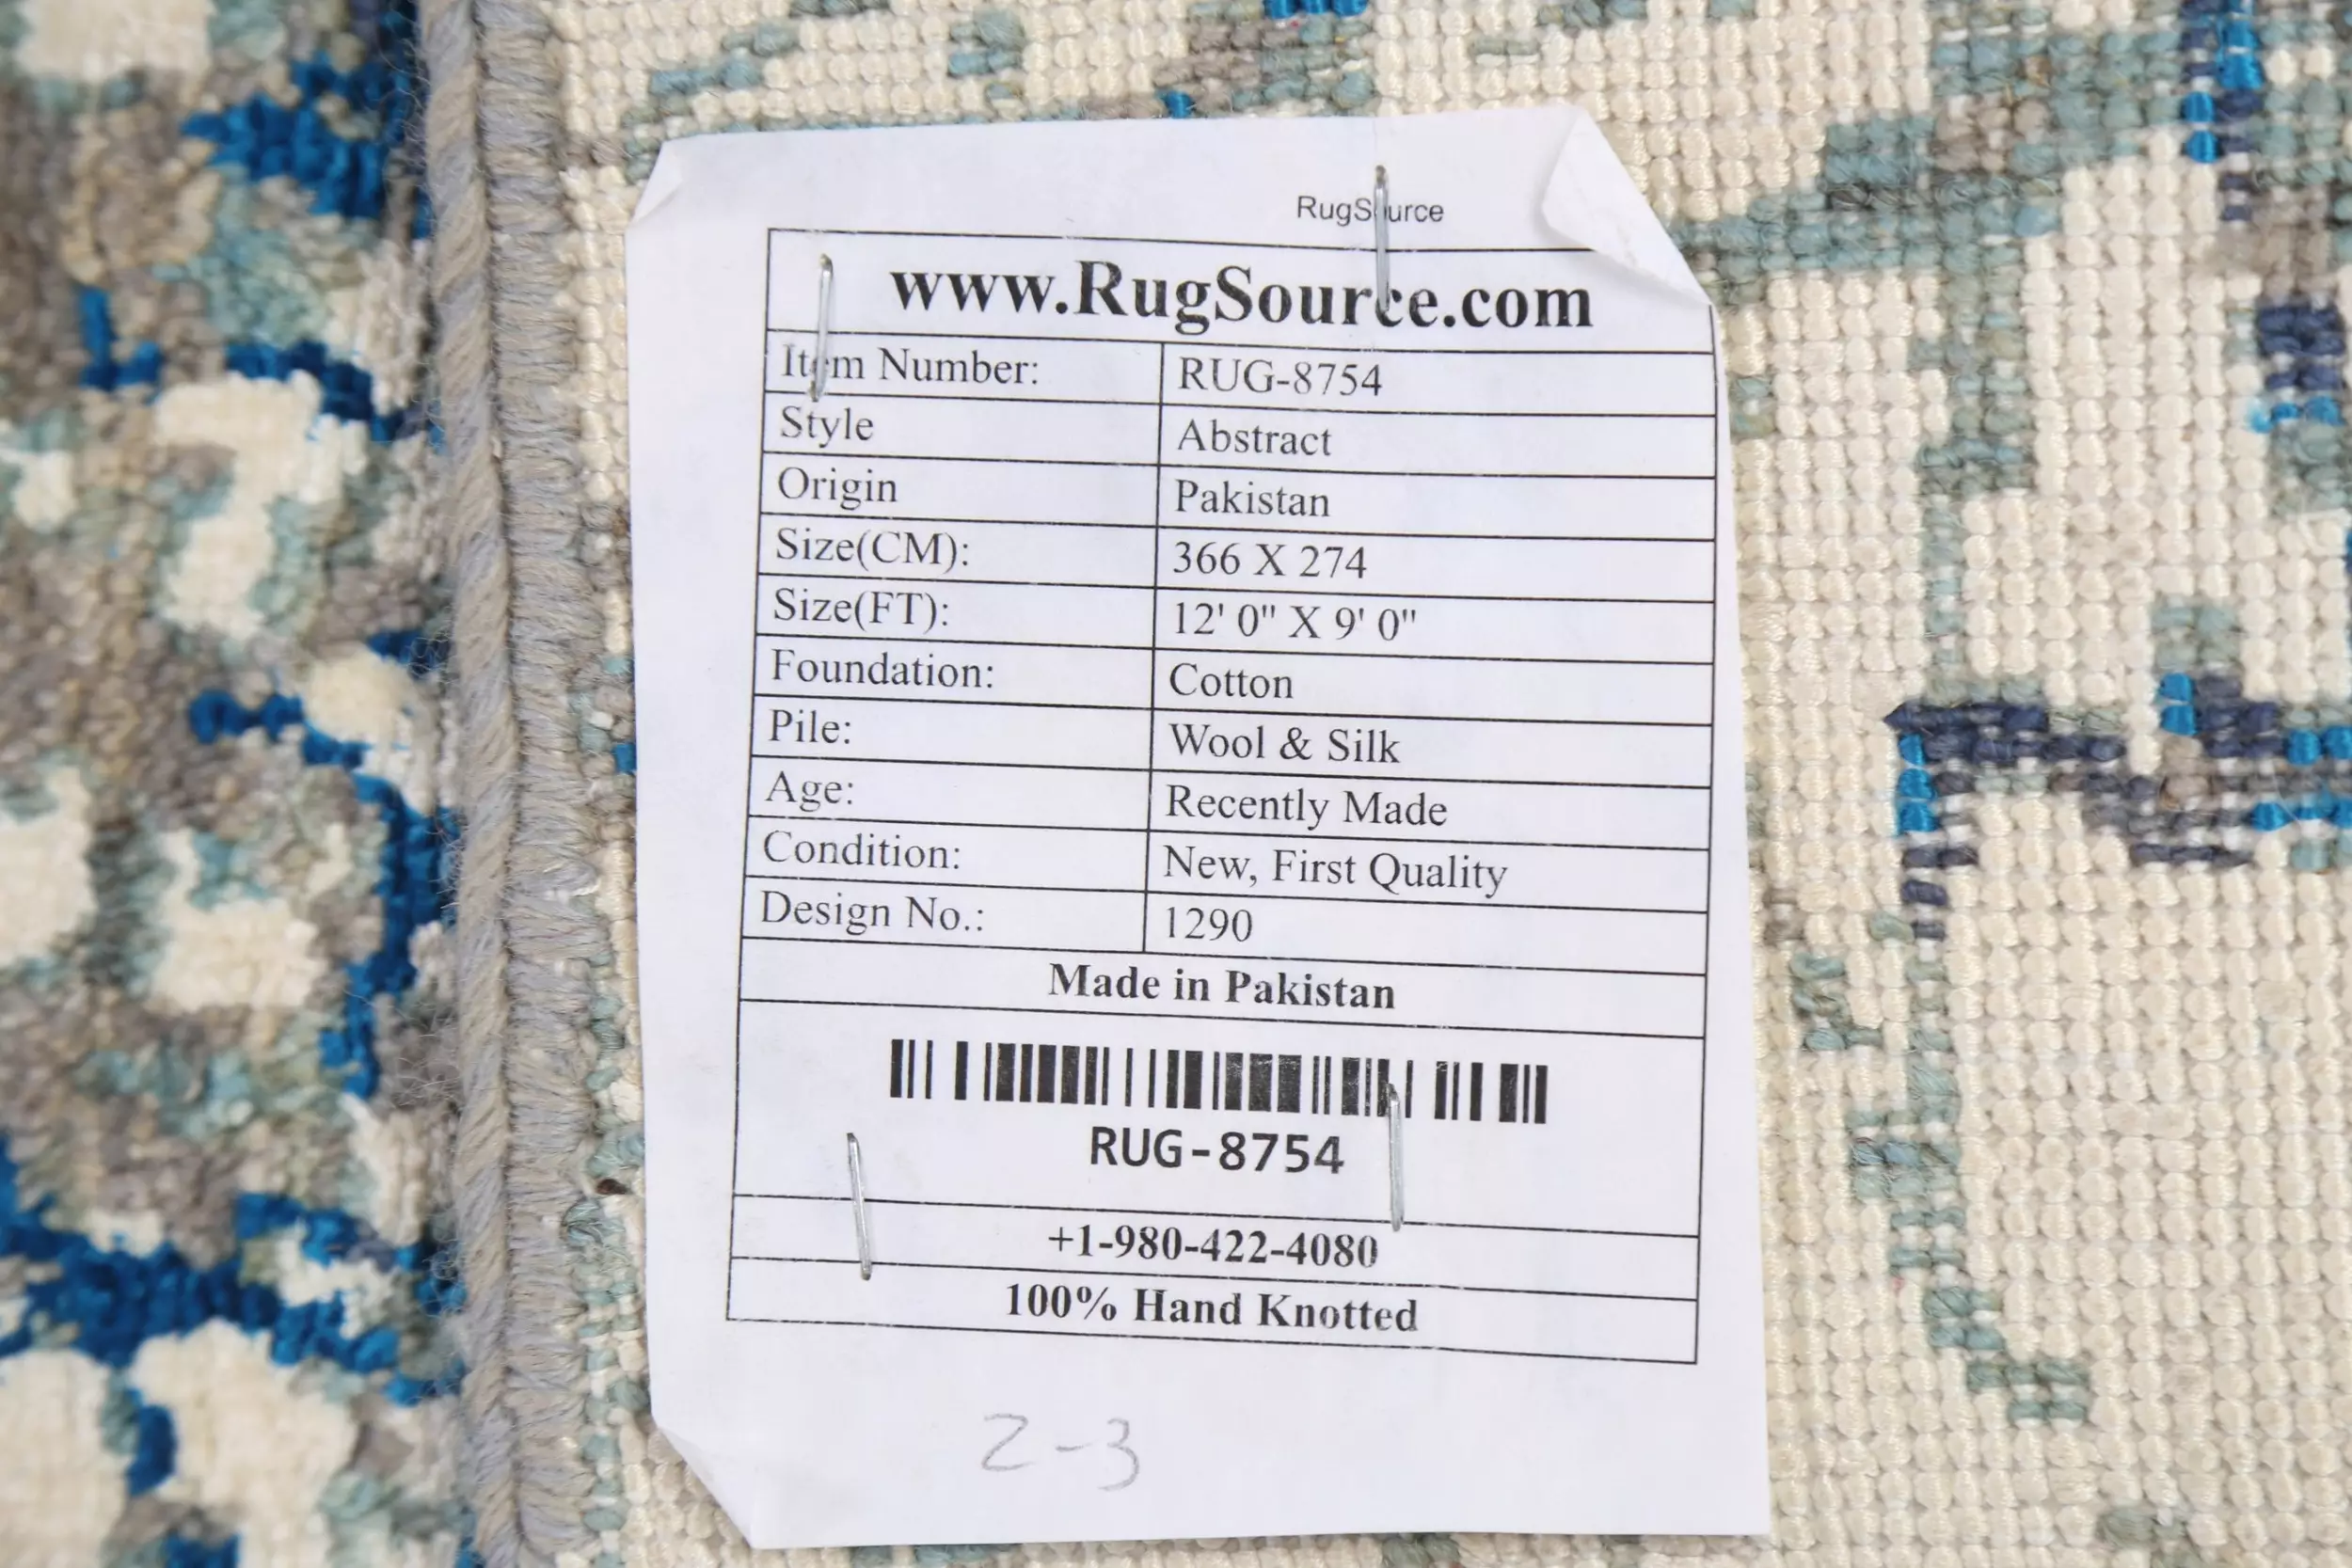 RugSource
www.RugSource.com
Item Number: RUG-8754
Style Abstract
Origin Pakistan
Size(CM): 366 X 274
Size(FT): 12' 0" X 9' 0"
Foundation: Cotton
Pile: Wool & Silk
Age: Recently Made
Condition: New, First Quality
Design No.: 1290
Made in Pakistan
RUG-8754
+1-980-422-4080
100% Hand Knotted
2-3